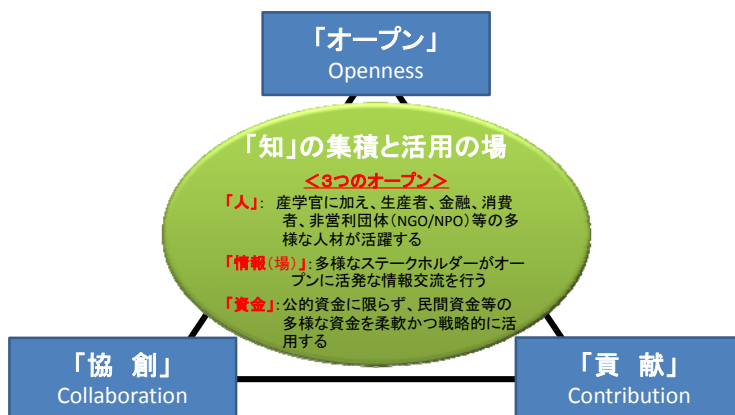 「オープン」
Openness
「知」の集積と活用の場
＜3つのオープン＞
「人」： 産学官に加え、生産者、金融、消費
者、非営利団体（NGO/NPO）等の多
様な人材が活躍する
「情報（場）」：多様なステークホルダーがオー
プンに活発な情報交流を行う
「資金」：公的資金に限らず、民間資金等の
多様な資金を柔軟かつ戦略的に活
用する
「協 創」
Collaboration
「貢 献」
Contribution